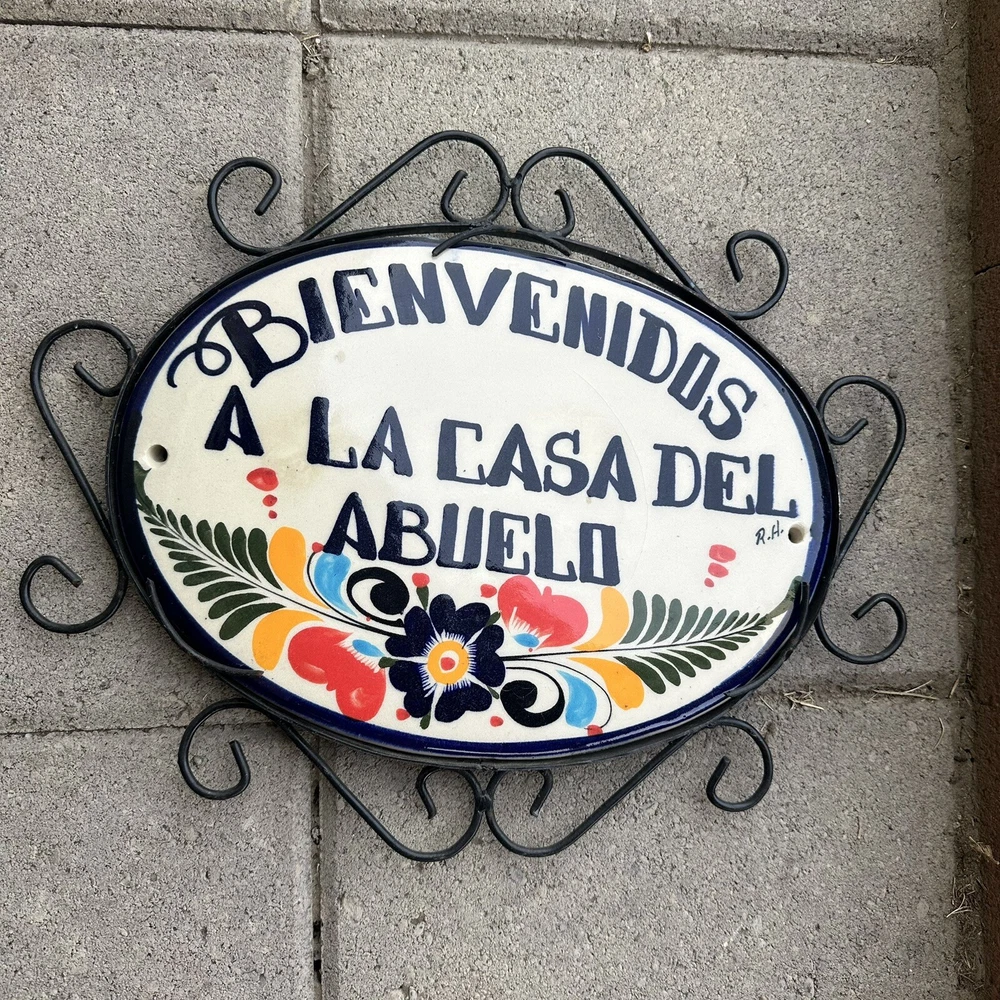 BIENVENIDOS
A LA CASA DEL
ABUELO
R.H.